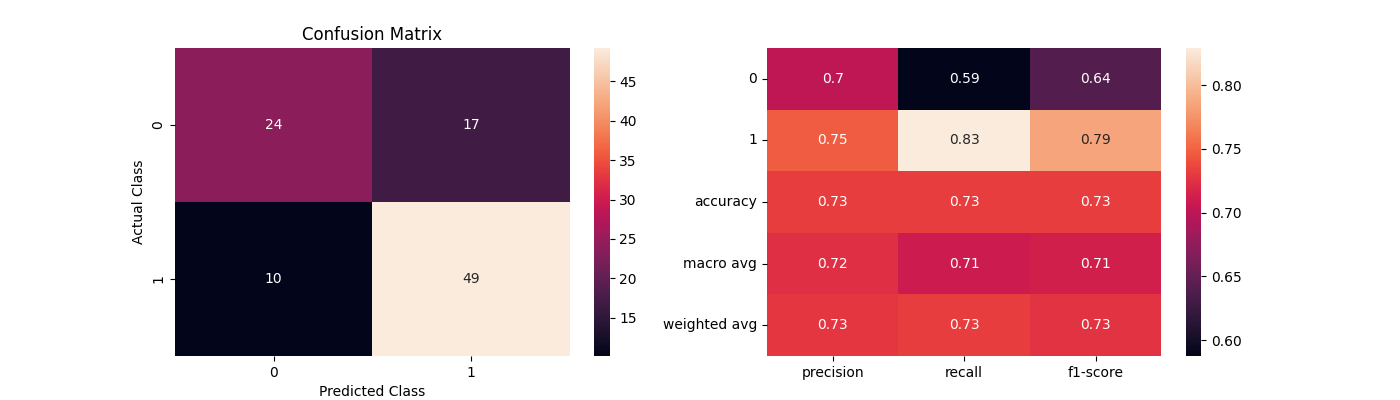 Confusion Matrix
Actual Class
0
1
24 17
10 49
0 1
Predicted Class
45
40
35
30
25
20
15
0 0.7 0.59 0.64
1 0.75 0.83 0.79
accuracy 0.73 0.73 0.73
macro avg 0.72 0.71 0.71
weighted avg 0.73 0.73 0.73
precision recall f1-score
0.80
0.75
0.70
0.65
0.60